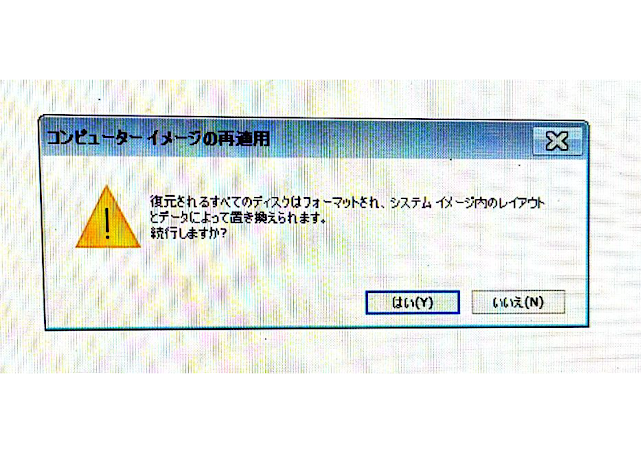 コンピューター イメージの再適用
復元されるすべてのディスクはフォーマットされ、システム イメージ内のレイアウト
とデータによって置き換えられます。
続行しますか?
はい(Y)
いいえ(N)